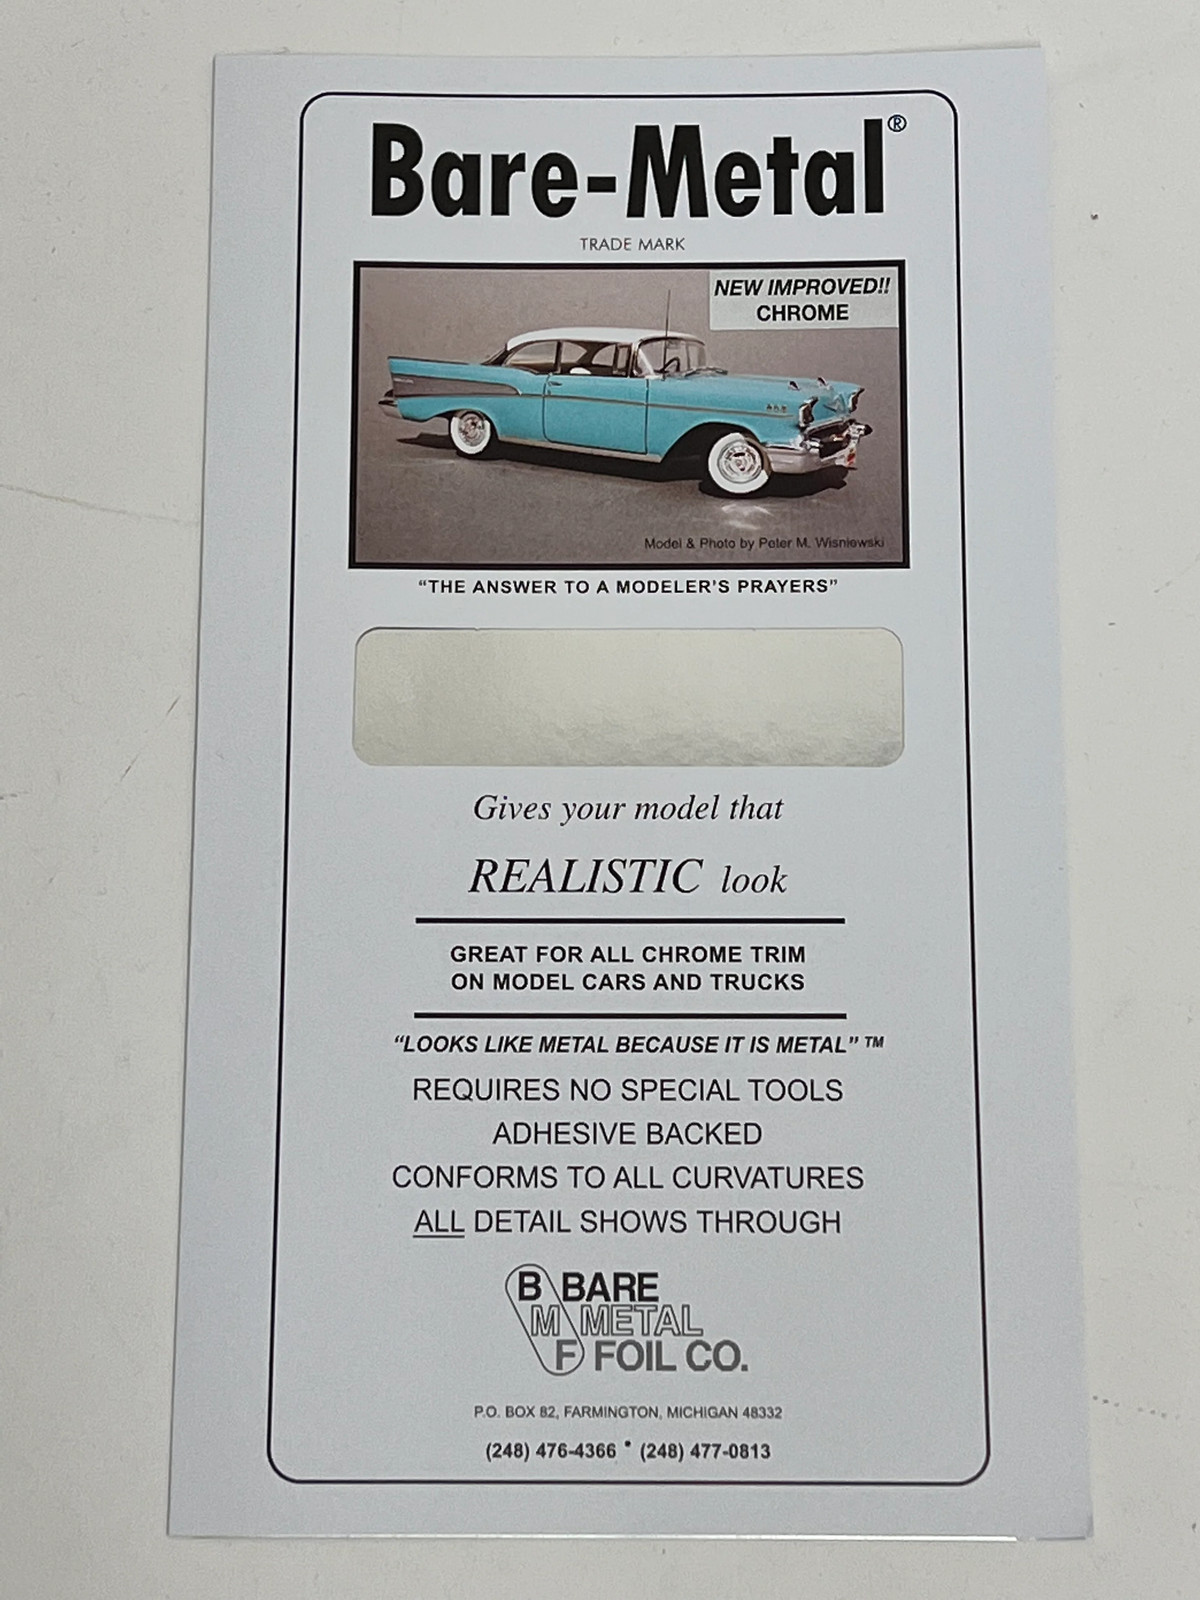 Bare-Metal®
TRADE MARK
NEW IMPROVED!!
CHROME
Model & Photo by Peter M. Wisniewski
“THE ANSWER TO A MODELER’S PRAYERS”
Gives your model that
REALISTIC look
GREAT FOR ALL CHROME TRIM
ON MODEL CARS AND TRUCKS
“LOOKS LIKE METAL BECAUSE IT IS METAL” ™
REQUIRES NO SPECIAL TOOLS
ADHESIVE BACKED
CONFORMS TO ALL CURVATURES
ALL DETAIL SHOWS THROUGH
B BARE
M METAL
F FOIL CO.
P.O. BOX 82, FARMINGTON, MICHIGAN 48332
(248) 476-4366 • (248) 477-0813